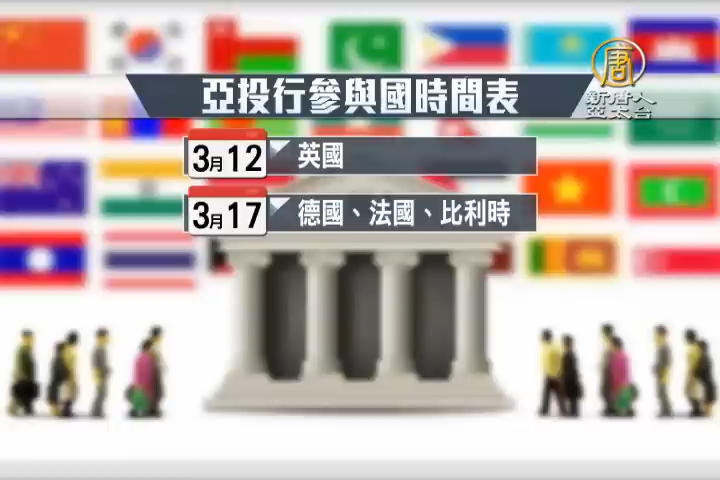 亞投行參與國時間表
唐
新唐人
亞太台
3月12
英國
3月17
德國、法國、比利時